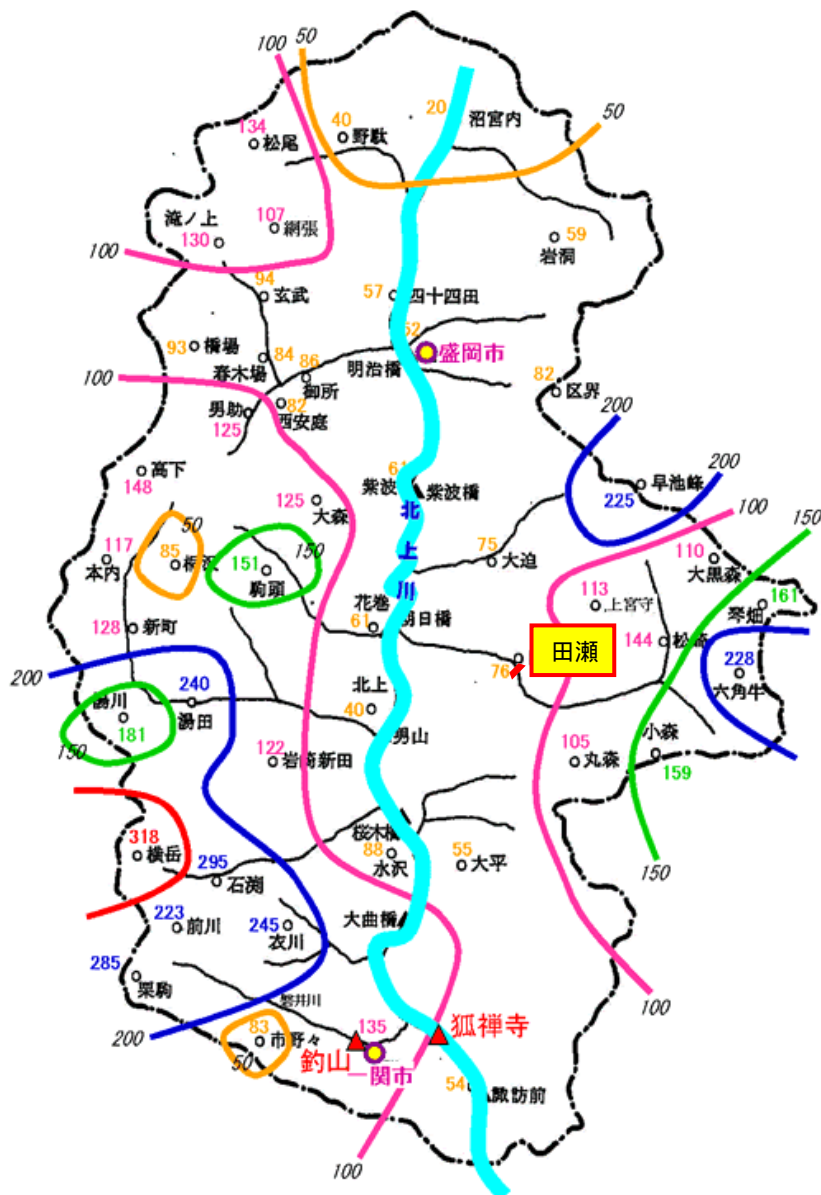 100
50
20
沼宮内
50
134
松尾
40
野駄
滝ノ上
130
107
網張
59
岩洞
100
94
玄武
57
四十四田
52
93
橋場
84
春木場
86
御所
明治橋
盛岡市
100
82
西安庭
男助
125
82
区界
200
148
高下
125
大森
61
紫波
紫波橋
北上川
225
早池峰
200
100
50
117
本内
85
150
151
駒頭
75
大迫
110
大黒森
150
113
上宮守
161
琴畑
128
新町
花巻
61
朝日橋
76
田瀬
144
松崎
228
六角牛
200
湯川
181
150
240
湯田
北上
40
男山
122
岩崎新田
105
丸森
小森
159
318
横岳
295
石渕
桜木橋
88
水沢
55
大平
150
223
前川
245
衣川
大曲橋
285
栗駒
磐井川
100
200
83
市野々
50
135
釣山
一関市
狐禅寺
54
諏訪前
100